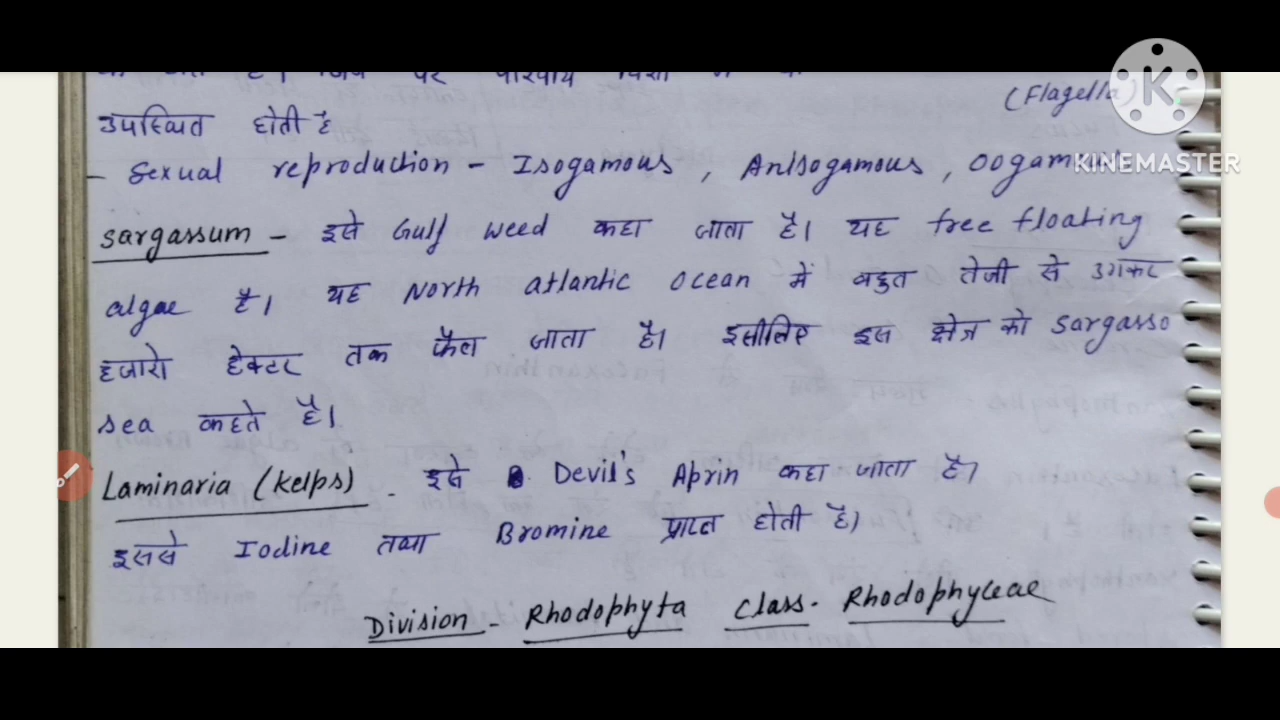 (Flagella)
उपस्थित होती है
- Sexual reproduction - Isogamous, Anisogamous, Oogamous
KINEMASTER
Sargassum - इसे Gulf weed कहा जाता है। यह free floating
algae है। यह North atlantic ocean में बहुत तेजी से उगकर
हजारो हेक्टर तक फैल जाता है। इसीलिए इस क्षेत्र को Sargasso
sea कहते है।
Laminaria (kelps) - इसे Devil's Aprin कहा जाता है।
इससे Iodine तथा Bromine प्राप्त होती है।
Division - Rhodophyta Class - Rhodophyceae